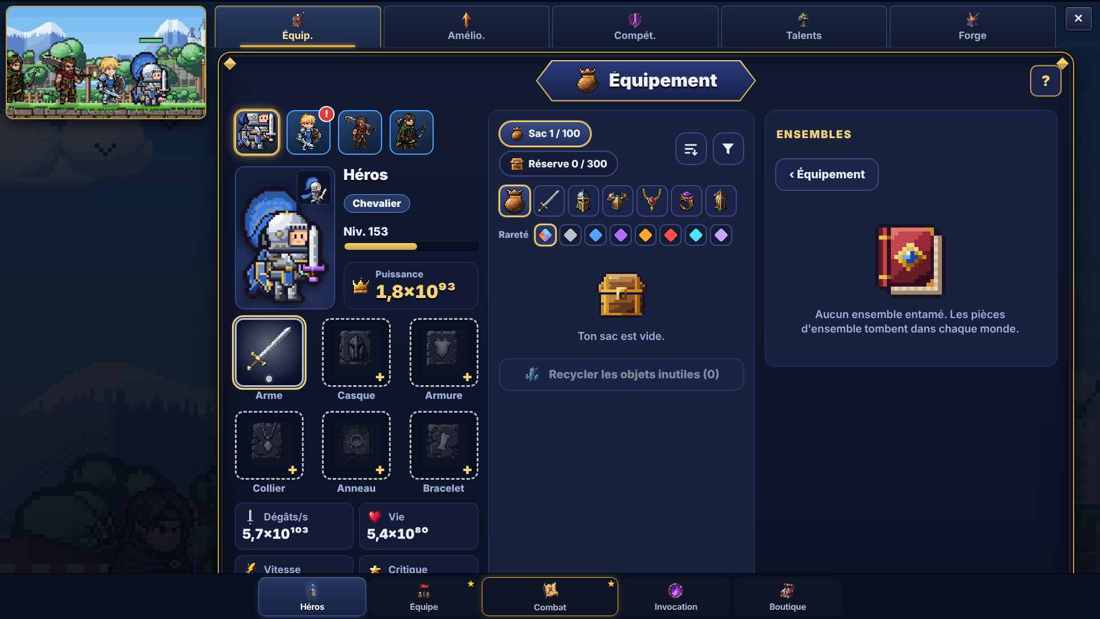 Équip.
Amélio.
Compét.
Talents
Forge
×
Équipement
?
!
Héros
Chevalier
Niv. 153
Puissance
1,8×10⁹³
Arme
Casque
Armure
Collier
Anneau
Bracelet
Dégâts/s
5,7×10¹⁰³
Vie
5,4×10⁸⁰
Vitesse
Critique
Sac 1 / 100
Réserve 0 / 300
Rareté
Ton sac est vide.
Recycler les objets inutiles (0)
ENSEMBLES
‹ Équipement
Aucun ensemble entamé. Les pièces
d'ensemble tombent dans chaque monde.
Héros
Équipe
Combat
Invocation
Boutique